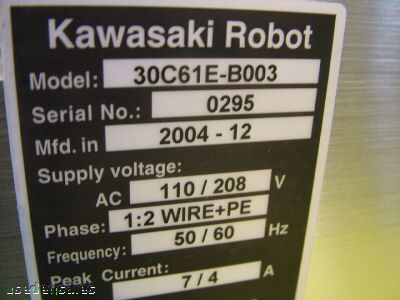 Kawasaki Robot
Model: 30C61E-B003
Serial No.: 0295
Mfd. in 2004 - 12
Supply voltage:
AC 110 / 208 V
Phase: 1:2 WIRE+PE
Frequency: 50 / 60 Hz
Peak Current:
7 / 4 A